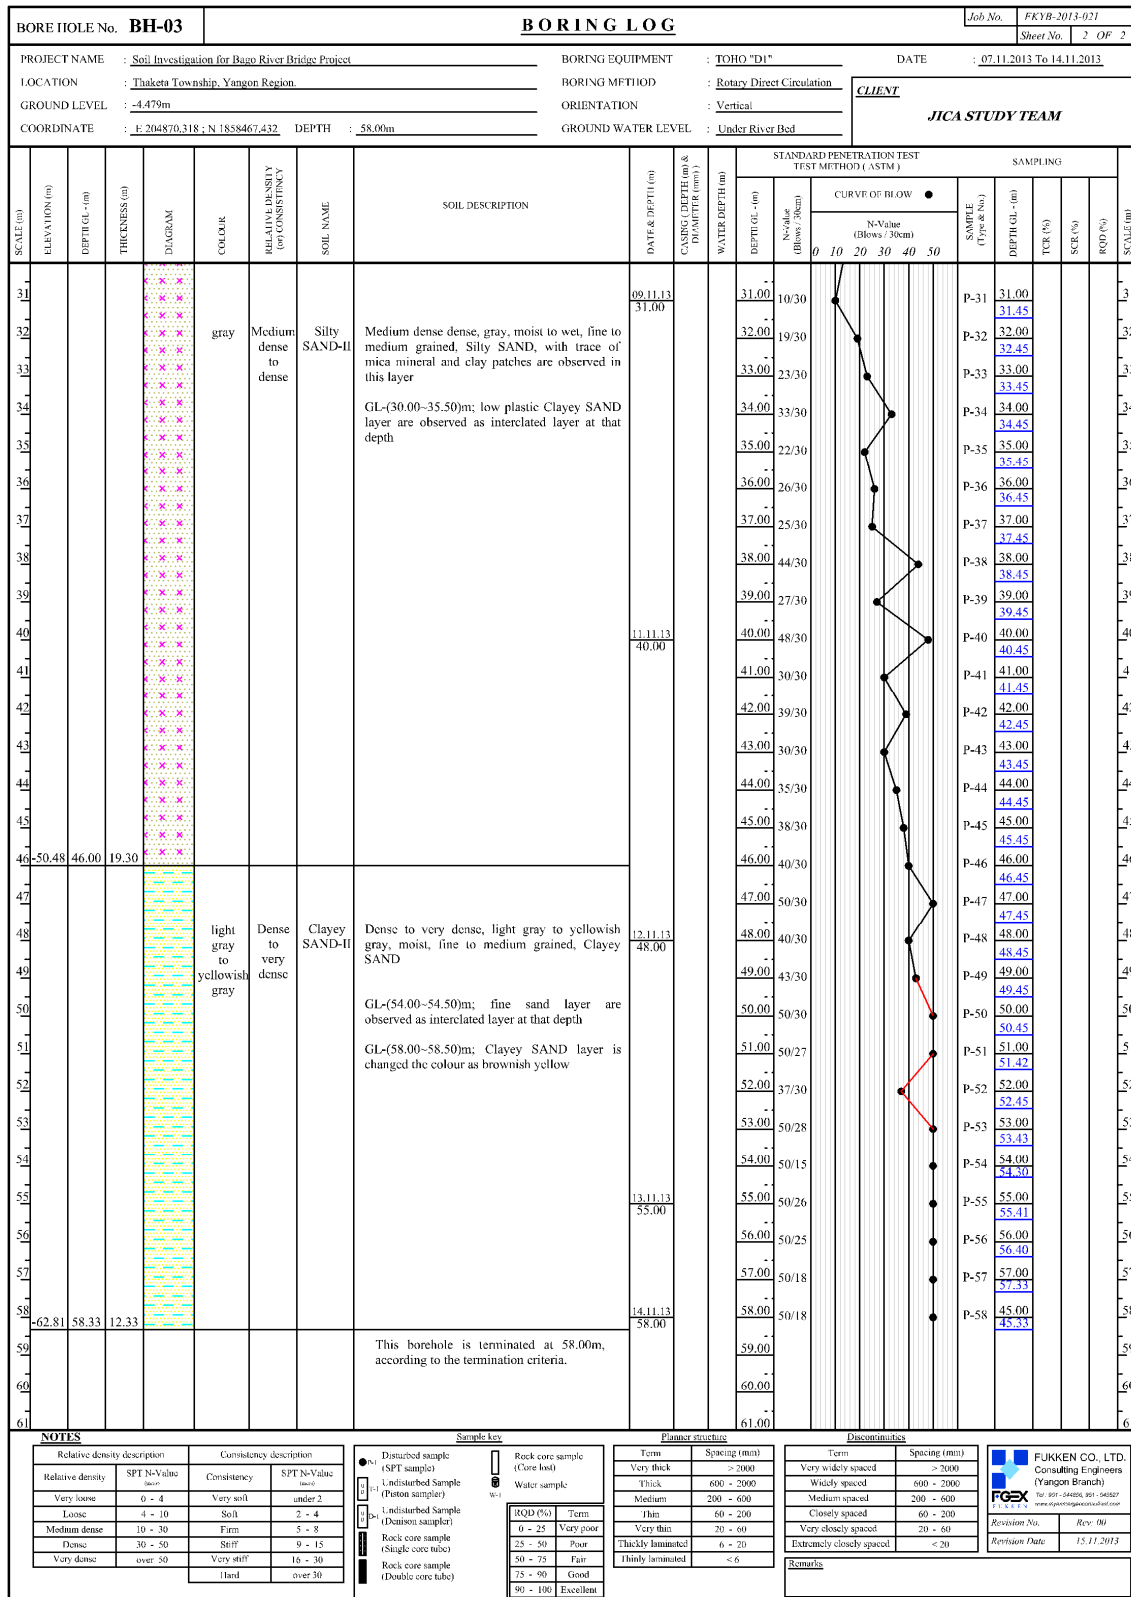 BORE HOLE No. BH-03
BORING LOG
Job No. FKYB-2013-021
Sheet No. 2 OF 2
PROJECT NAME : Soil Investigation for Bago River Bridge Project
BORING EQUIPMENT : TOHO "D1"
DATE : 07.11.2013 To 14.11.2013
LOCATION : Thaketa Township, Yangon Region.
BORING METHOD : Rotary Direct Circulation
CLIENT
GROUND LEVEL : -4.479m
ORIENTATION : Vertical
JICA STUDY TEAM
COORDINATE : E 204870.318 ; N 1858467.432 DEPTH : 58.00m
GROUND WATER LEVEL : Under River Bed
SCALE (m)
ELEVATION (m)
DEPTH GL - (m)
THICKNESS (m)
DIAGRAM
COLOUR
RELATIVE DENSITY (or) CONSISTENCY
SOIL NAME
SOIL DESCRIPTION
DATE & DEPTH (m)
CASING ( DEPTH (m) & DIAMETER (mm) )
WATER DEPTH (m)
STANDARD PENETRATION TEST
TEST METHOD ( ASTM )
DEPTH GL - (m)
N-Value (Blows / 30cm)
CURVE OF BLOW
N-Value
(Blows / 30cm)
0 10 20 30 40 50
SAMPLING
SAMPLE (Type & No.)
DEPTH GL - (m)
TCR (%)
SCR (%)
RQD (%)
SCALE (m)
31 09.11.13 31.00 31.00 10/30 P-31 31.00 31.45
32 32.00 19/30 P-32 32.00 32.45
gray
Medium dense to dense
Silty SAND-II
Medium dense dense, gray, moist to wet, fine to
medium grained, Silty SAND, with trace of
mica mineral and clay patches are observed in
this layer
33 33.00 23/30 P-33 33.00 33.45
34 34.00 33/30 P-34 34.00 34.45
GL-(30.00~35.50)m; low plastic Clayey SAND
layer are observed as interclated layer at that
depth
35 35.00 22/30 P-35 35.00 35.45
36 36.00 26/30 P-36 36.00 36.45
37 37.00 25/30 P-37 37.00 37.45
38 38.00 44/30 P-38 38.00 38.45
39 39.00 27/30 P-39 39.00 39.45
40 11.11.13 40.00 40.00 48/30 P-40 40.00 40.45
41 41.00 30/30 P-41 41.00 41.45
42 42.00 39/30 P-42 42.00 42.45
43 43.00 30/30 P-43 43.00 43.45
44 44.00 35/30 P-44 44.00 44.45
45 45.00 38/30 P-45 45.00 45.45
46 -50.48 46.00 19.30 46.00 40/30 P-46 46.00 46.45
47 47.00 50/30 P-47 47.00 47.45
48 12.11.13 48.00 48.00 40/30 P-48 48.00 48.45
light gray to yellowish gray
Dense to very dense
Clayey SAND-II
Dense to very dense, light gray to yellowish
gray, moist, fine to medium grained, Clayey
SAND
49 49.00 43/30 P-49 49.00 49.45
50 50.00 50/30 P-50 50.00 50.45
GL-(54.00~54.50)m; fine sand layer are
observed as interclated layer at that depth
51 51.00 50/27 P-51 51.00 51.42
GL-(58.00~58.50)m; Clayey SAND layer is
changed the colour as brownish yellow
52 52.00 37/30 P-52 52.00 52.45
53 53.00 50/28 P-53 53.00 53.43
54 54.00 50/15 P-54 54.00 54.30
55 13.11.13 55.00 55.00 50/26 P-55 55.00 55.41
56 56.00 50/25 P-56 56.00 56.40
57 57.00 50/18 P-57 57.00 57.33
58 -62.81 58.33 12.33 14.11.13 58.00 58.00 50/18 P-58 45.00 45.33
59 59.00
This borehole is terminated at 58.00m,
according to the termination criteria.
60 60.00
61 61.00
NOTES
Relative density description
Consistency description
Relative density SPT N-Value Consistency SPT N-Value
Very loose 0 - 4 Very soft under 2
Loose 4 - 10 Soft 2 - 4
Medium dense 10 - 30 Firm 5 - 8
Dense 30 - 50 Stiff 9 - 15
Very dense over 50 Very stiff 16 - 30
Hard over 30
Sample key
P-1 Disturbed sample (SPT sample)
T-1 Undisturbed Sample (Piston sampler)
D-1 Undisturbed Sample (Denison sampler)
Rock core sample (Single core tube)
Rock core sample (Double core tube)
Rock core sample (Core lost)
W-1 Water sample
RQD (%) Term
0 - 25 Very poor
25 - 50 Poor
50 - 75 Fair
75 - 90 Good
90 - 100 Excellent
Planner structure
Term Spacing (mm)
Very thick > 2000
Thick 600 - 2000
Medium 200 - 600
Thin 60 - 200
Very thin 20 - 60
Thickly laminated 6 - 20
Thinly laminated < 6
Discontinuities
Term Spacing (mm)
Very widely spaced > 2000
Widely spaced 600 - 2000
Medium spaced 200 - 600
Closely spaced 60 - 200
Very closely spaced 20 - 60
Extremely closely spaced < 20
Remarks
FGEX
FUKKEN
FUKKEN CO., LTD.
Consulting Engineers
(Yangon Branch)
Revision No. Rev: 00
Revision Date 15.11.2013